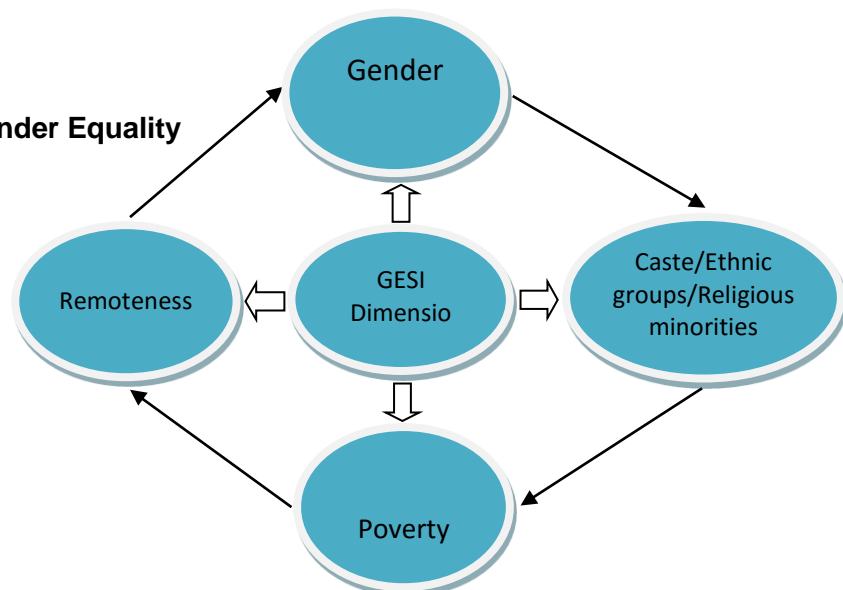 Gender
nder Equality
GESI
Dimensio
Remoteness
Caste/Ethnic
groups/Religious
minorities
Poverty